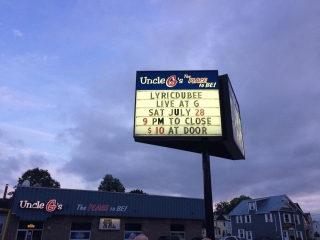 Uncle G's The PLACE to BE!
LYRICDUBEE
LIVE AT G
SAT JULY 28
9 PM TO CLOSE
$10 AT DOOR
Uncle G's The PLACE to BE!